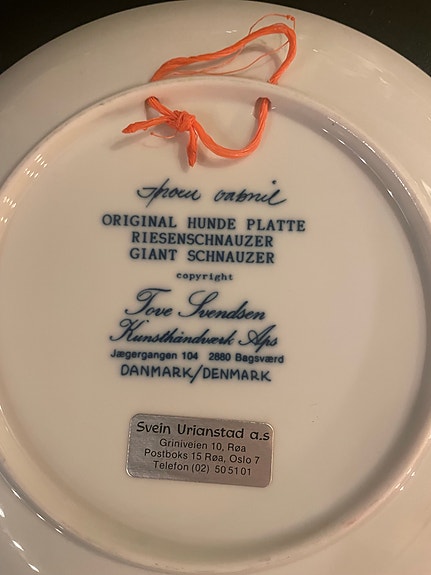 ORIGINAL HUNDE PLATTE
RIESENSCHNAUZER
GIANT SCHNAUZER
copyright
Tove Svendsen
Kunsthåndværk Aps
Jægergangen 104 2880 Bagsværd
DANMARK/DENMARK
Svein Urianstad a.s
Griniveien 10, Røa
Postboks 15 Røa, Oslo 7
Telefon (02) 50 51 01